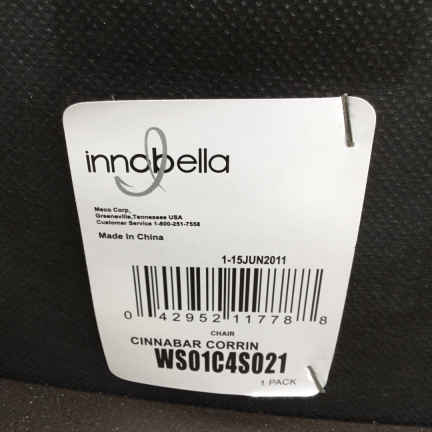 innobella
Meco Corp.
Greeneville,Tennessee USA
Customer Service 1-800-251-7558
Made In China
1-15JUN2011
0 42952 11778 8
CHAIR
CINNABAR CORRIN
WS01C4S021
1 PACK